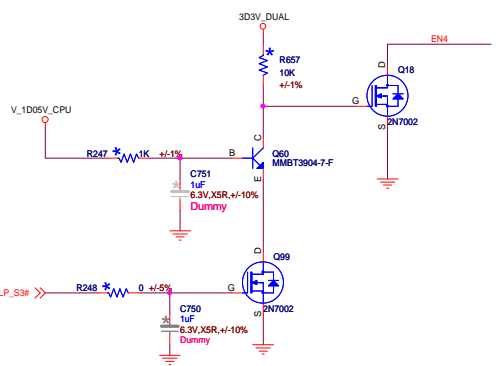 3D3V_DUAL
EN4
* R657
10K
+/-1%
D
Q18
G
S
2N7002
V_1D05V_CPU
R247 * 1K +/-1%
B
C
Q60
MMBT3904-7-F
E
C751
1uF
* 6.3V,X5R,+/-10%
Dummy
D
Q99
LP_S3#
R248 * 0 +/-5%
G
S
2N7002
C750
1uF
* 6.3V,X5R,+/-10%
Dummy